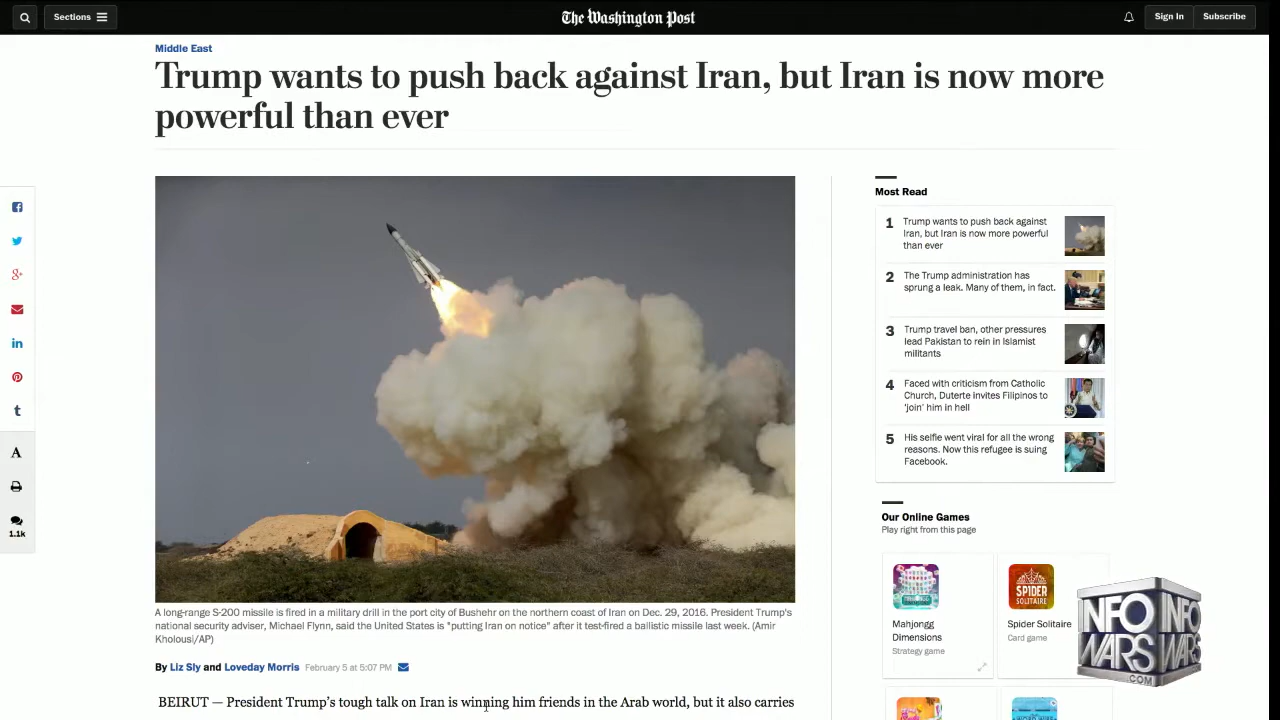 Sections
The Washington Post
Sign In
Subscribe
Middle East
Trump wants to push back against Iran, but Iran is now more
powerful than ever
A long-range S-200 missile is fired in a military drill in the port city of Bushehr on the northern coast of Iran on Dec. 29, 2016. President Trump's
national security adviser, Michael Flynn, said the United States is "putting Iran on notice" after it test-fired a ballistic missile last week. (Amir
Kholousi/AP)
By Liz Sly and Loveday Morris February 5 at 5:07 PM
BEIRUT — President Trump's tough talk on Iran is winning him friends in the Arab world, but it also carries
A
1.1k
Most Read
1
Trump wants to push back against
Iran, but Iran is now more powerful
than ever
2
The Trump administration has
sprung a leak. Many of them, in fact.
3
Trump travel ban, other pressures
lead Pakistan to rein in Islamist
militants
4
Faced with criticism from Catholic
Church, Duterte invites Filipinos to
'join' him in hell
5
His selfie went viral for all the wrong
reasons. Now this refugee is suing
Facebook.
Our Online Games
Play right from this page
Mahjongg
Dimensions
Strategy game
SPIDER
SOLITAIRE
Spider Solitaire
Card game
INFO
WARS
.COM
INFO
WARS